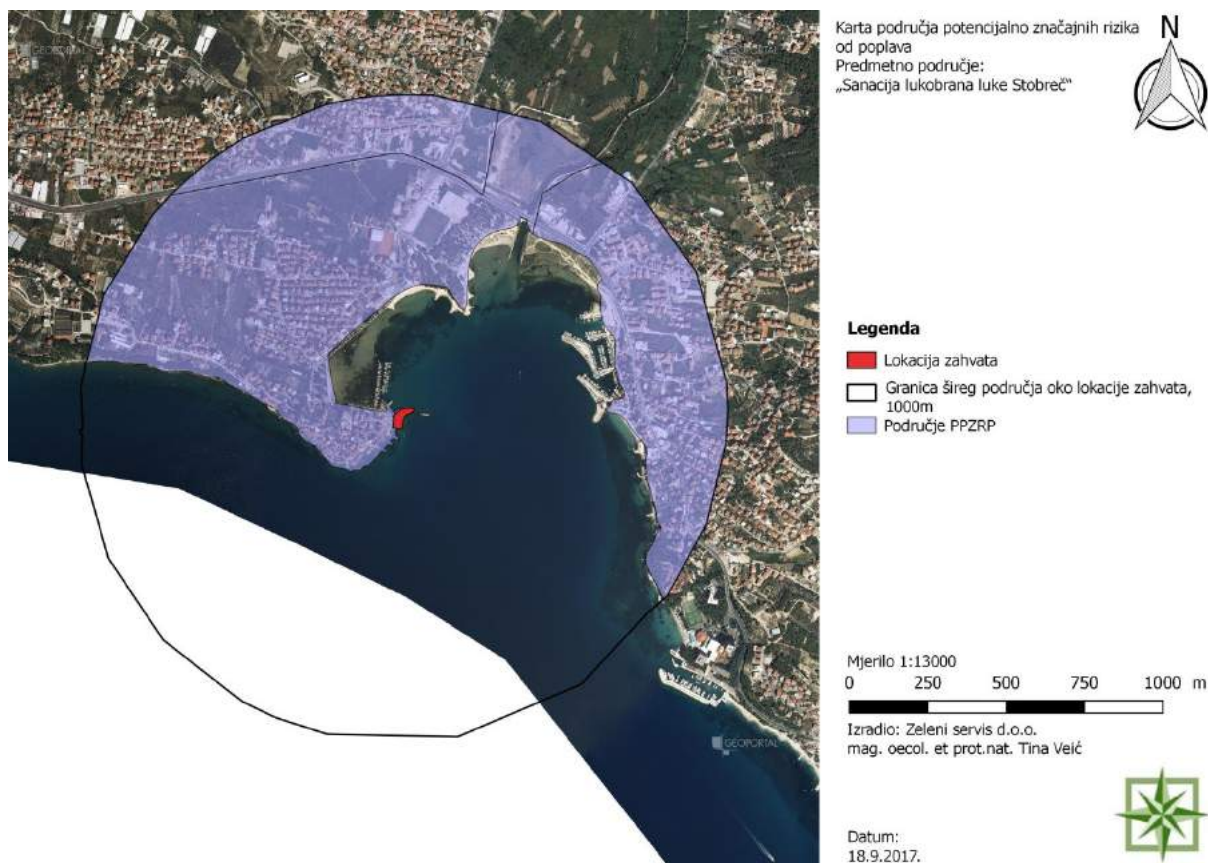 Karta područja potencijalno značajnih rizika
od poplava
Predmetno područje:
„Sanacija lukobrana luke Stobreč“
N
GEOPORTAL
GEOPORTAL
Legenda
Lokacija zahvata
Granica šireg područja oko lokacije zahvata,
1000m
Područje PPZRP
Mjerilo 1:13000
0 250 500 750 1000 m
Izradio: Zeleni servis d.o.o.
mag. oecol. et prot.nat. Tina Veić
GEOPORTAL
Datum:
18.9.2017.